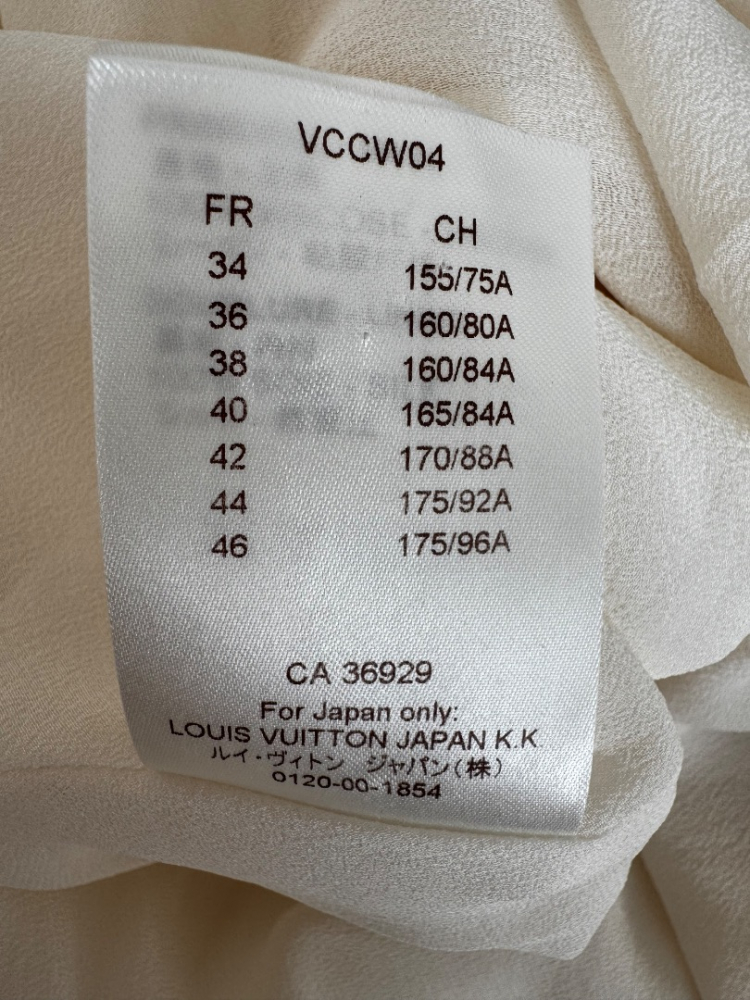 VCCW04
FR CH
34 155/75A
36 160/80A
38 160/84A
40 165/84A
42 170/88A
44 175/92A
46 175/96A
CA 36929
For Japan only:
LOUIS VUITTON JAPAN K.K
ルイ・ヴィトン ジャパン(株)
0120-00-1854